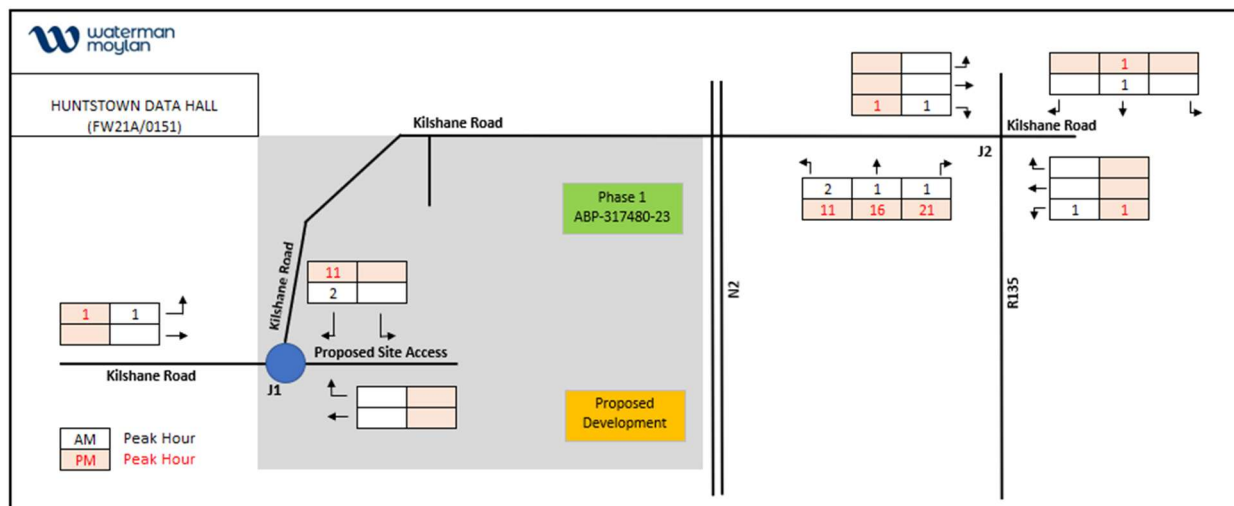 waterman
moylan
HUNTSTOWN DATA HALL
(FW21A/0151)
Kilshane Road
1
1
1 1
Kilshane Road
J2
2 1 1
11 16 21
1 1
Phase 1
ABP-317480-23
Kilshane Road
N2
R135
11
2
1 1
Kilshane Road
J1
Proposed Site Access
Proposed
Development
AM Peak Hour
PM Peak Hour